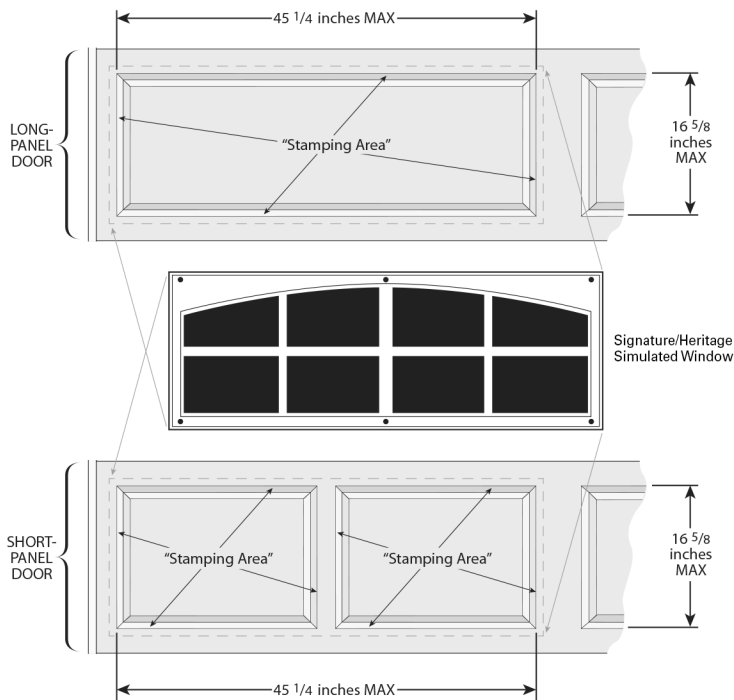 45 1/4 inches MAX
LONG-
PANEL
DOOR
“Stamping Area”
16 5/8
inches
MAX
Signature/Heritage
Simulated Window
SHORT-
PANEL
DOOR
“Stamping Area” “Stamping Area”
16 5/8
inches
MAX
45 1/4 inches MAX